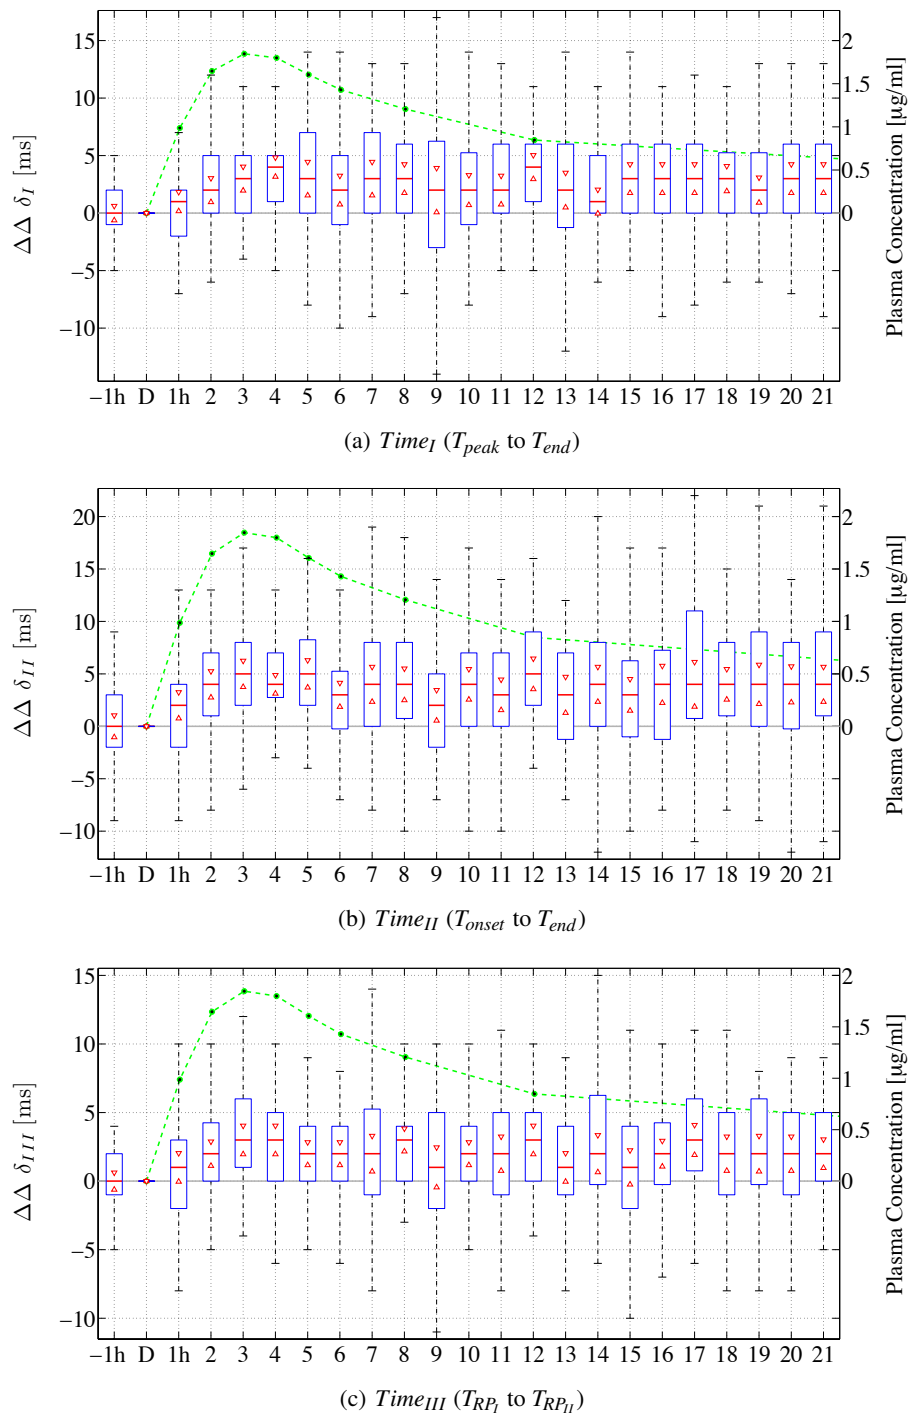 15
10
5
0
−5
−10
ΔΔ δ_I [ms]
2
1.5
1
0.5
0
Plasma Concentration [µg/ml]
−1h D 1h 2 3 4 5 6 7 8 9 10 11 12 13 14 15 16 17 18 19 20 21
(a) Time_I (T_peak to T_end)
20
15
10
5
0
−5
−10
ΔΔ δ_II [ms]
2
1.5
1
0.5
0
Plasma Concentration [µg/ml]
−1h D 1h 2 3 4 5 6 7 8 9 10 11 12 13 14 15 16 17 18 19 20 21
(b) Time_II (T_onset to T_end)
15
10
5
0
−5
−10
ΔΔ δ_III [ms]
2
1.5
1
0.5
0
Plasma Concentration [µg/ml]
−1h D 1h 2 3 4 5 6 7 8 9 10 11 12 13 14 15 16 17 18 19 20 21
(c) Time_III (T_RP_I to T_RP_II)